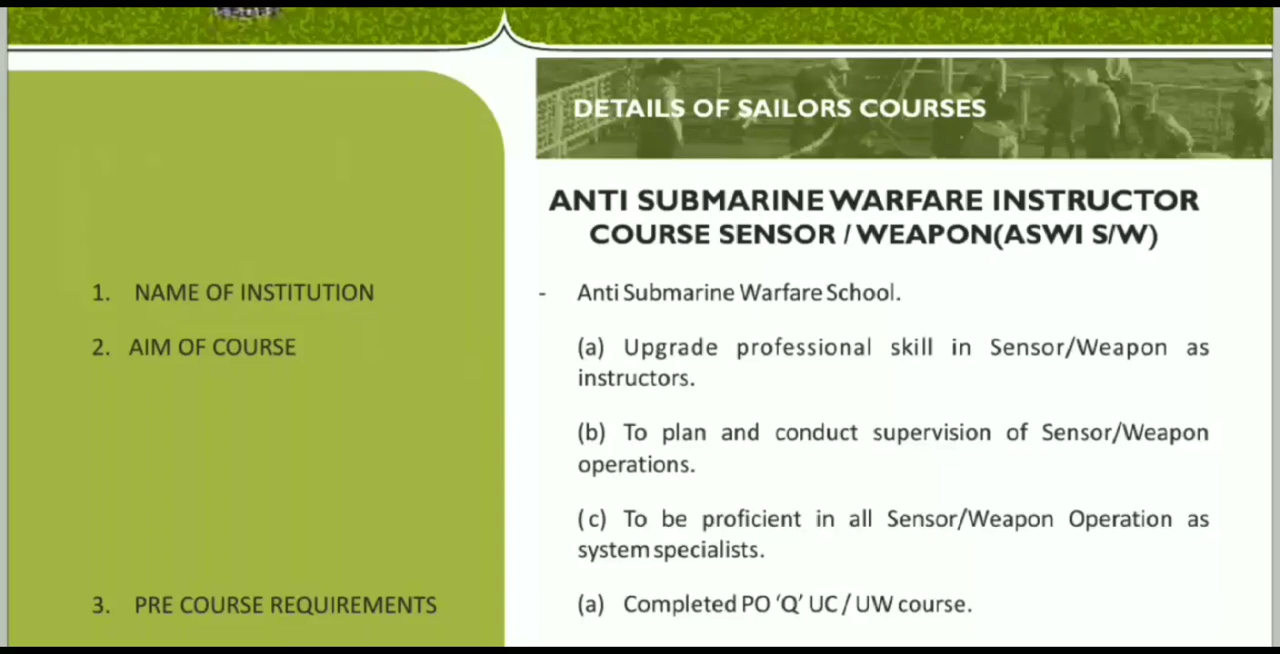 DETAILS OF SAILORS COURSES
ANTI SUBMARINE WARFARE INSTRUCTOR
COURSE SENSOR / WEAPON(ASWI S/W)
1. NAME OF INSTITUTION - Anti Submarine Warfare School.
2. AIM OF COURSE (a) Upgrade professional skill in Sensor/Weapon as
instructors.
(b) To plan and conduct supervision of Sensor/Weapon
operations.
(c) To be proficient in all Sensor/Weapon Operation as
system specialists.
3. PRE COURSE REQUIREMENTS (a) Completed PO ‘Q’ UC / UW course.